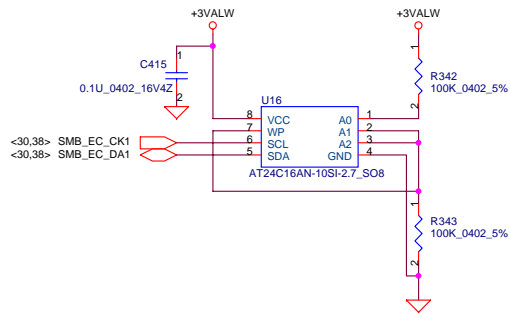 +3VALW
+3VALW
1
C415
0.1U_0402_16V4Z
2
1
R342
100K_0402_5%
2
U16
8 VCC A0 1
7 WP A1 2
<30,38> SMB_EC_CK1 6 SCL A2 3
<30,38> SMB_EC_DA1 5 SDA GND 4
AT24C16AN-10SI-2.7_SO8
1
R343
100K_0402_5%
2